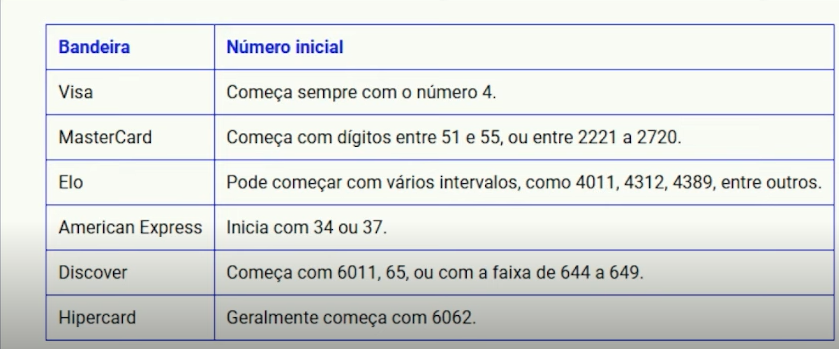 Bandeira Número inicial
Visa Começa sempre com o número 4.
MasterCard Começa com dígitos entre 51 e 55, ou entre 2221 a 2720.
Elo Pode começar com vários intervalos, como 4011, 4312, 4389, entre outros.
American Express Inicia com 34 ou 37.
Discover Começa com 6011, 65, ou com a faixa de 644 a 649.
Hipercard Geralmente começa com 6062.